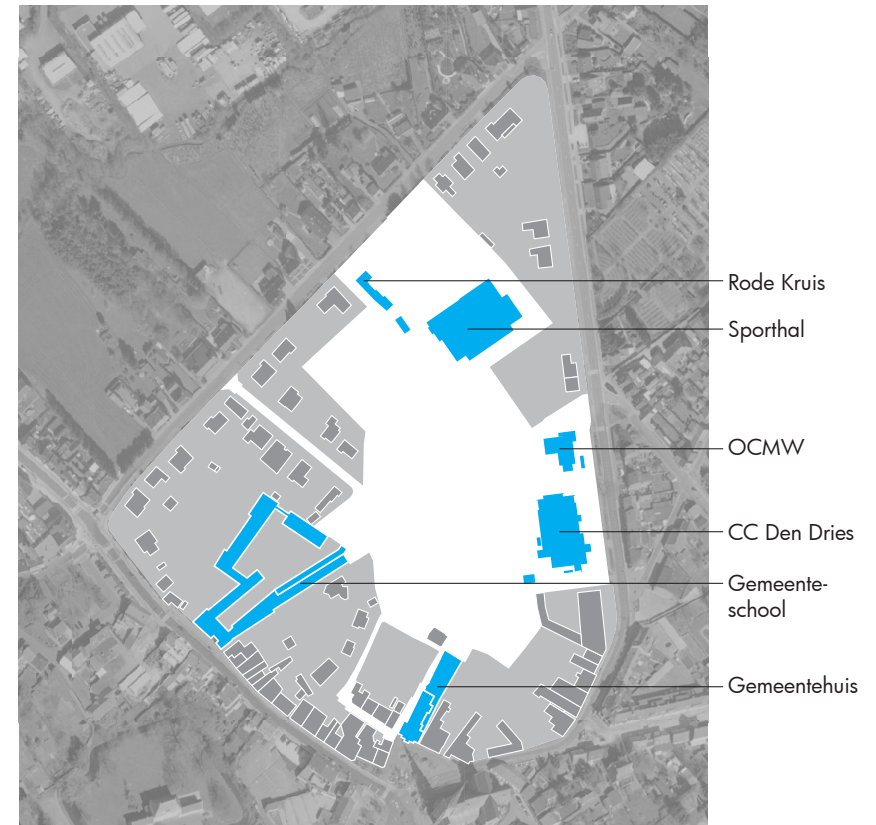 Rode Kruis
Sporthal
OCMW
CC Den Dries
Gemeente-
school
Gemeentehuis